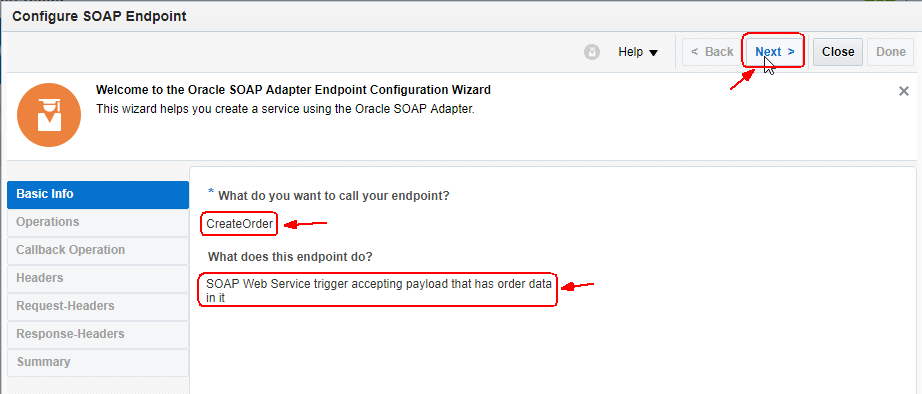 Configure SOAP Endpoint
Help
< Back
Next >
Close
Done
Welcome to the Oracle SOAP Adapter Endpoint Configuration Wizard
This wizard helps you create a service using the Oracle SOAP Adapter.
Basic Info
Operations
Callback Operation
Headers
Request-Headers
Response-Headers
Summary
* What do you want to call your endpoint?
CreateOrder
What does this endpoint do?
SOAP Web Service trigger accepting payload that has order data
in it